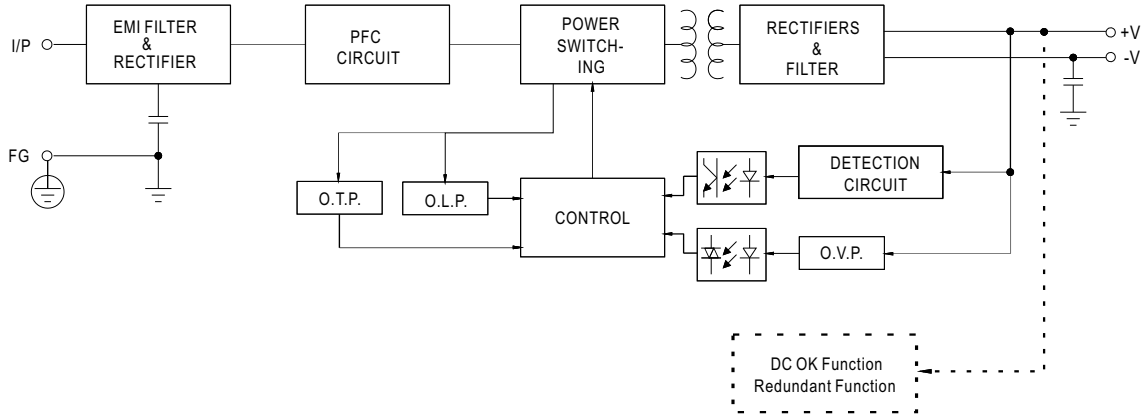 I/P
EMI FILTER
&
RECTIFIER
PFC
CIRCUIT
POWER
SWITCH-
ING
RECTIFIERS
&
FILTER
+V
-V
FG
O.T.P.
O.L.P.
CONTROL
DETECTION
CIRCUIT
O.V.P.
DC OK Function
Redundant Function